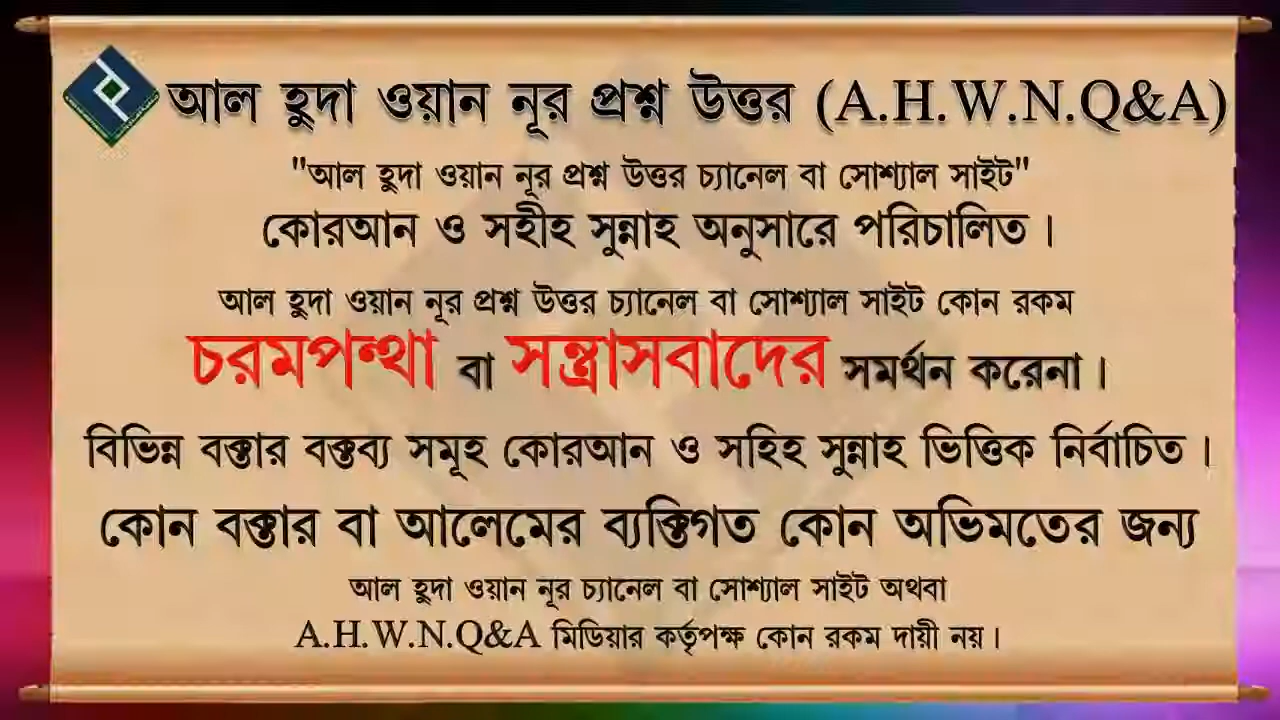 আল হুদা ওয়ান নূর প্রশ্ন উত্তর (A.H.W.N.Q&A)
"আল হুদা ওয়ান নূর প্রশ্ন উত্তর চ্যানেল বা সোশ্যাল সাইট"
কোরআন ও সহীহ সুন্নাহ অনুসারে পরিচালিত ।
আল হুদা ওয়ান নূর প্রশ্ন উত্তর চ্যানেল বা সোশ্যাল সাইট কোন রকম
চরমপন্থা বা সন্ত্রাসবাদের সমর্থন করেনা ।
বিভিন্ন বক্তার বক্তব্য সমূহ কোরআন ও সহিহ সুন্নাহ ভিত্তিক নির্বাচিত ।
কোন বক্তার বা আলেমের ব্যক্তিগত কোন অভিমতের জন্য
আল হুদা ওয়ান নূর চ্যানেল বা সোশ্যাল সাইট অথবা
A.H.W.N.Q&A মিডিয়ার কর্তৃপক্ষ কোন রকম দায়ী নয় ।